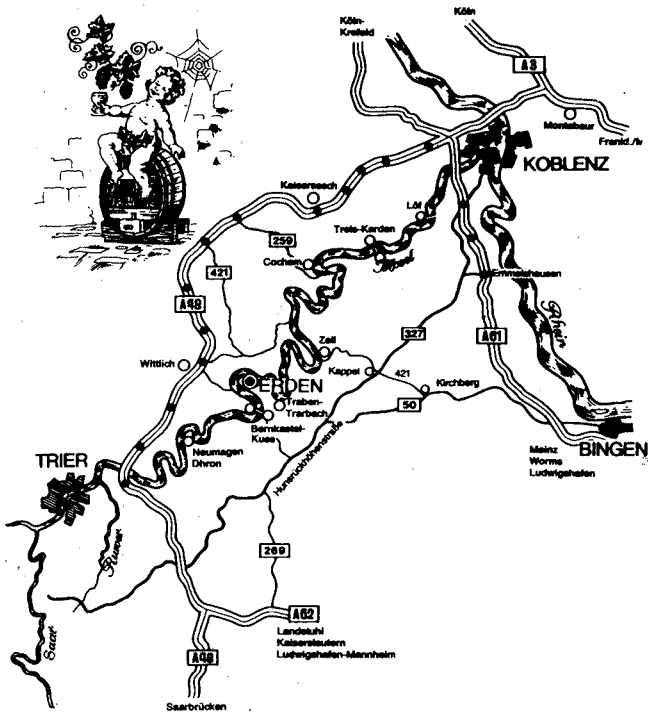 Köln-
Krefeld
Köln
A3
Montabaur
Frankf./M
KOBLENZ
Kaisersesch
Löf
Treis-Karden
259
Cochem
Mosel
421
Emmelshausen
A48
327
Rhein
A61
Zell
Wittlich
Kappel
421
Kirchberg
ERDEN
50
Traben-
Trarbach
Bernkastel-
Kues
Hunsrückhöhenstraße
Neumagen
Dhron
BINGEN
Mainz
Worms
Ludwigshafen
TRIER
Ruwer
269
Saar
A62
Landstuhl
Kaiserslautern
Ludwigshafen-Mannheim
A48
Saarbrücken